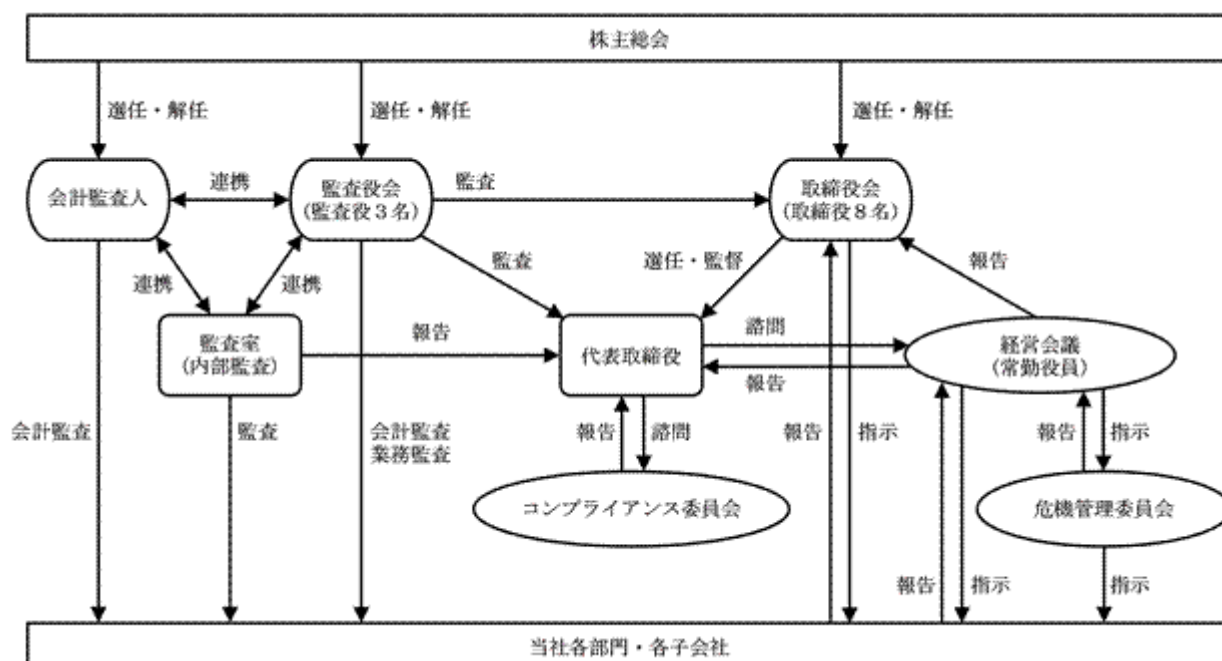 株主総会
選任・解任
選任・解任
選任・解任
会計監査人
連携
監査役会
(監査役3名)
監査
取締役会
(取締役8名)
連携
連携
監査
選任・監督
報告
監査室
(内部監査)
報告
代表取締役
諮問
報告
経営会議
(常勤役員)
会計監査
監査
会計監査
業務監査
報告
諮問
報告
指示
報告
指示
コンプライアンス委員会
危機管理委員会
報告
指示
指示
当社各部門・各子会社